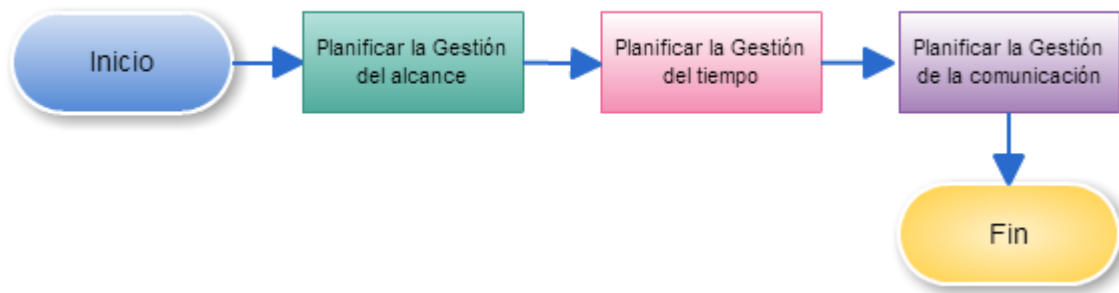 Inicio
Planificar la Gestión
del alcance
Planificar la Gestión
del tiempo
Planificar la Gestión
de la comunicación
Fin